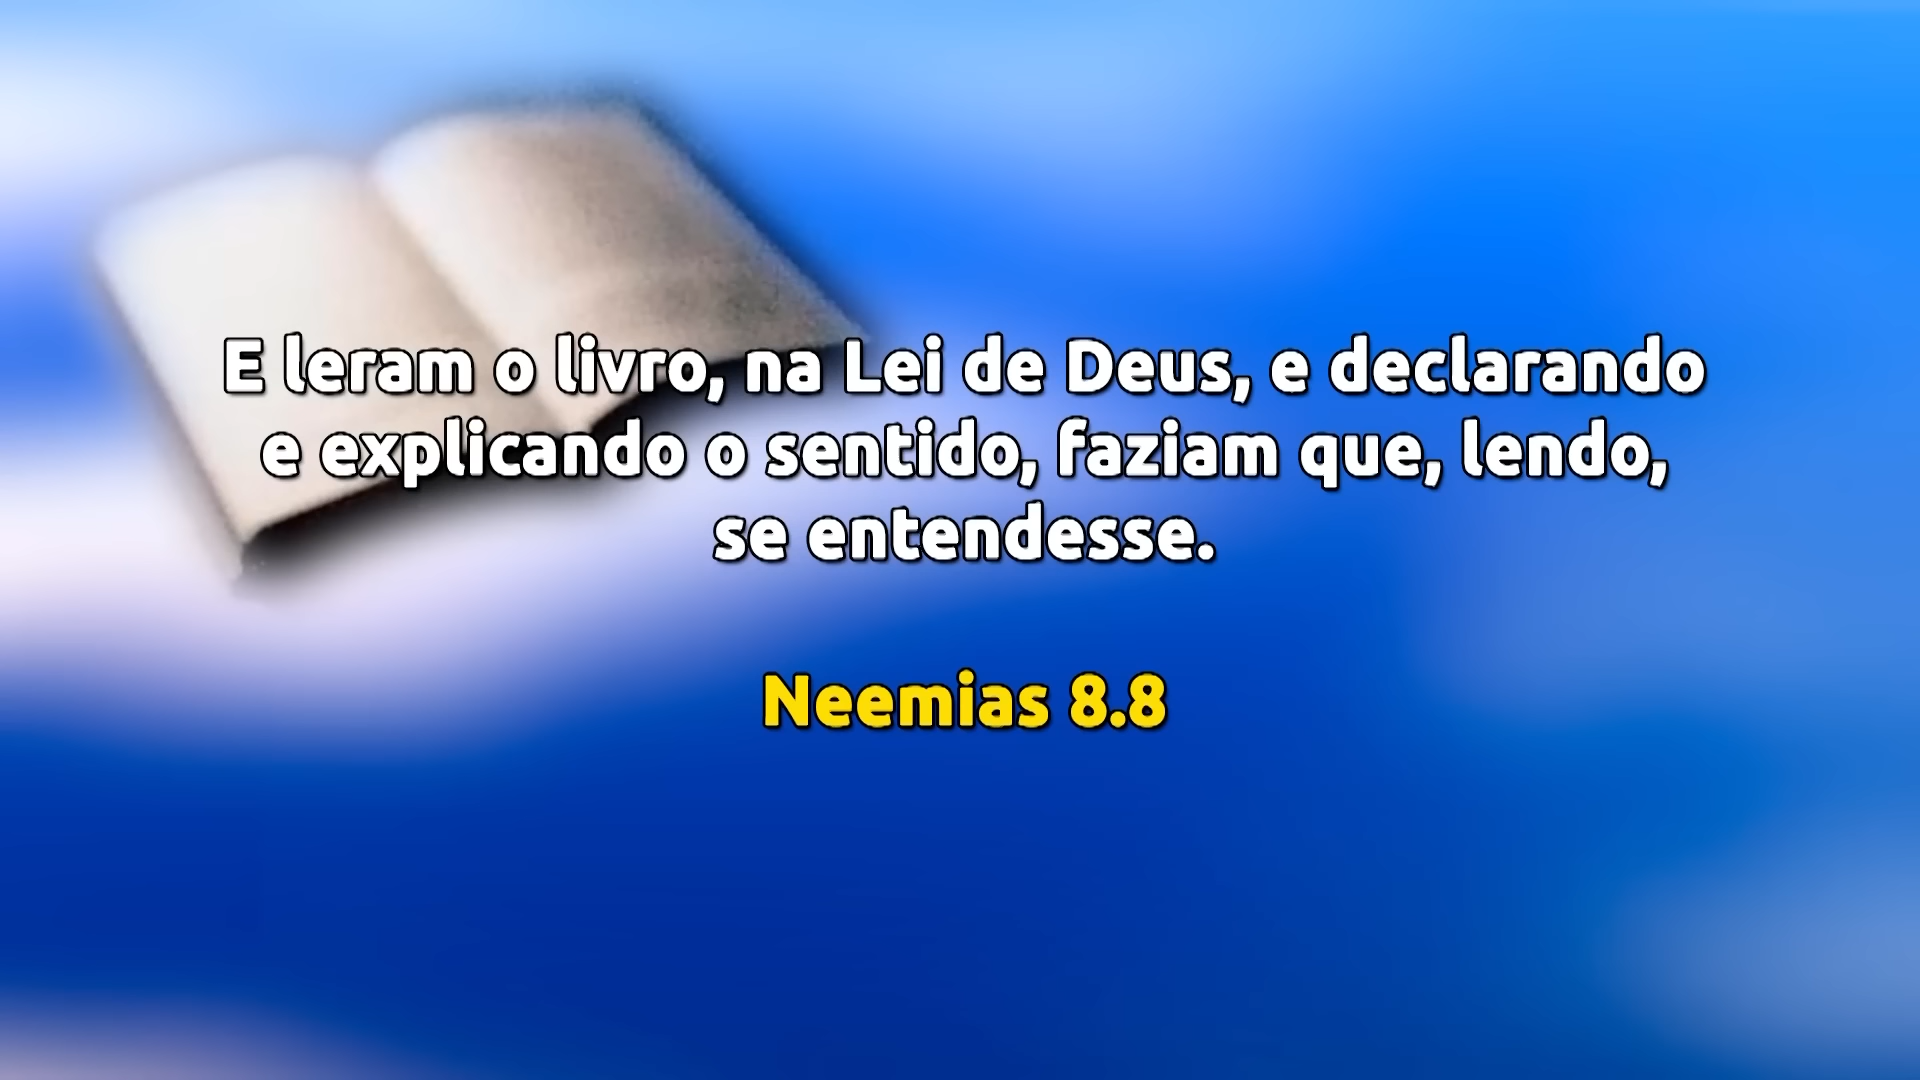 E leram o livro, na Lei de Deus, e declarando
e explicando o sentido, faziam que, lendo,
se entendesse.
Neemias 8.8